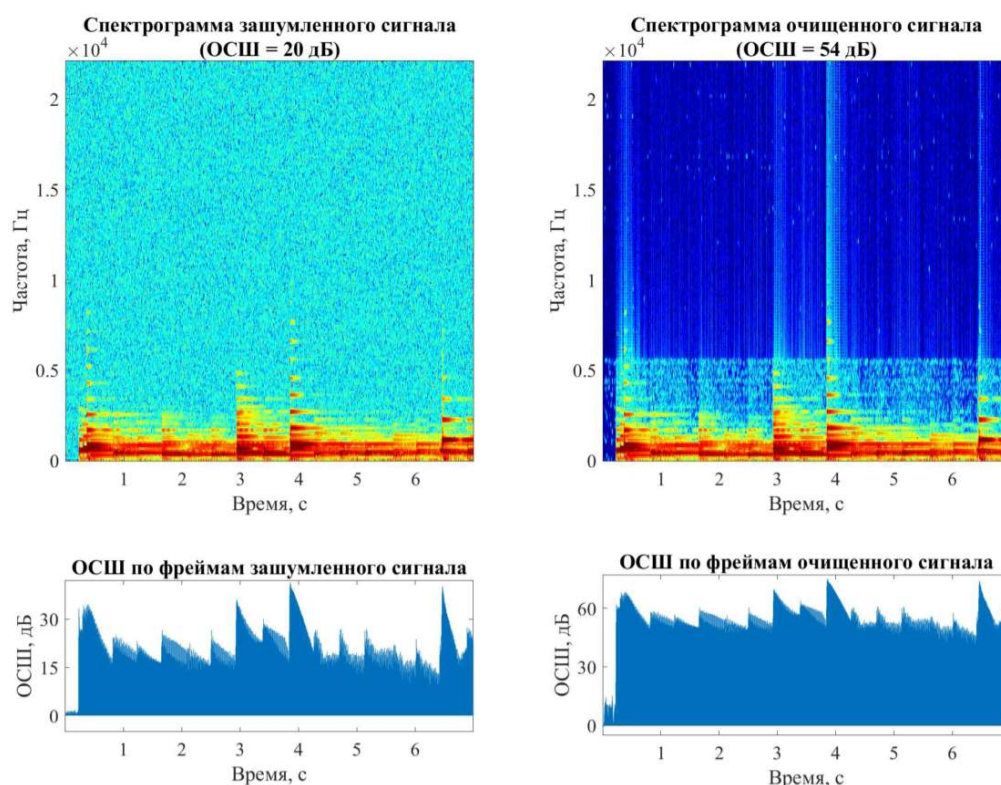 Спектрограмма зашумленного сигнала
(ОСШ = 20 дБ)
×10⁴
2
1.5
1
0.5
0
Частота, Гц
1 2 3 4 5 6
Время, с
Спектрограмма очищенного сигнала
(ОСШ = 54 дБ)
×10⁴
2
1.5
1
0.5
0
Частота, Гц
1 2 3 4 5 6
Время, с
ОСШ по фреймам зашумленного сигнала
30
15
0
ОСШ, дБ
1 2 3 4 5 6
Время, с
ОСШ по фреймам очищенного сигнала
60
30
0
ОСШ, дБ
1 2 3 4 5 6
Время, с